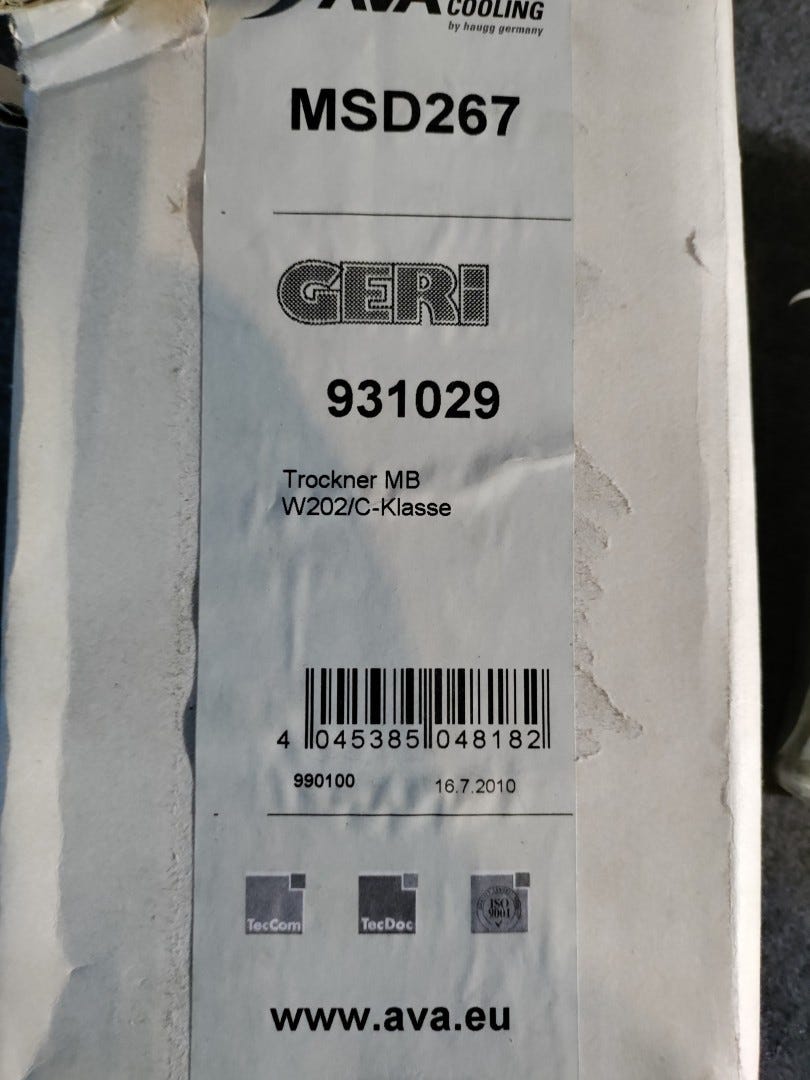 AVA COOLING
by haugg germany
MSD267
GERi
931029
Trockner MB
W202/C-Klasse
4 045385 048182
990100 16.7.2010
TecCom TecDoc ISO 9001
www.ava.eu